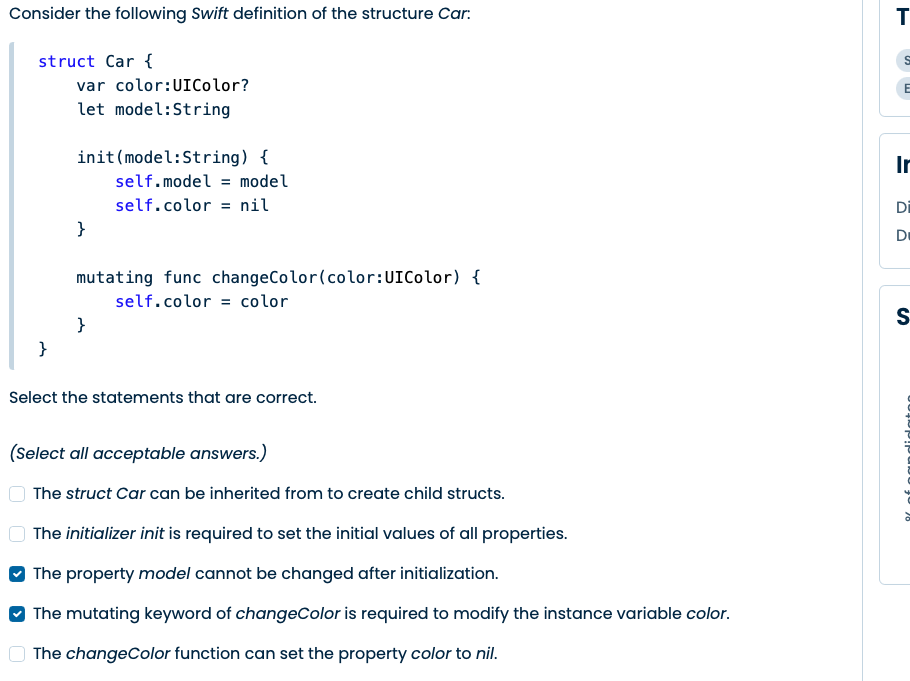 Consider the following Swift definition of the structure Car:
struct Car {
    var color:UIColor?
    let model:String
    init(model:String) {
        self.model = model
        self.color = nil
    }
    mutating func changeColor(color:UIColor) {
        self.color = color
    }
}
Select the statements that are correct.
(Select all acceptable answers.)
The struct Car can be inherited from to create child structs.
The initializer init is required to set the initial values of all properties.
The property model cannot be changed after initialization.
The mutating keyword of changeColor is required to modify the instance variable color.
The changeColor function can set the property color to nil.
T
S
E
Di
S